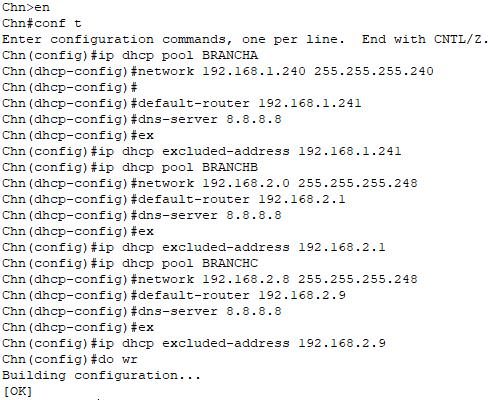 Chn>en
Chn#conf t
Enter configuration commands, one per line.  End with CNTL/Z.
Chn(config)#ip dhcp pool BRANCHA
Chn(dhcp-config)#network 192.168.1.240 255.255.255.240
Chn(dhcp-config)#
Chn(dhcp-config)#default-router 192.168.1.241
Chn(dhcp-config)#dns-server 8.8.8.8
Chn(dhcp-config)#ex
Chn(config)#ip dhcp excluded-address 192.168.1.241
Chn(config)#ip dhcp pool BRANCHB
Chn(dhcp-config)#network 192.168.2.0 255.255.255.248
Chn(dhcp-config)#default-router 192.168.2.1
Chn(dhcp-config)#dns-server 8.8.8.8
Chn(dhcp-config)#ex
Chn(config)#ip dhcp excluded-address 192.168.2.1
Chn(config)#ip dhcp pool BRANCHC
Chn(dhcp-config)#network 192.168.2.8 255.255.255.248
Chn(dhcp-config)#default-router 192.168.2.9
Chn(dhcp-config)#dns-server 8.8.8.8
Chn(dhcp-config)#ex
Chn(config)#ip dhcp excluded-address 192.168.2.9
Chn(config)#do wr
Building configuration...
[OK]